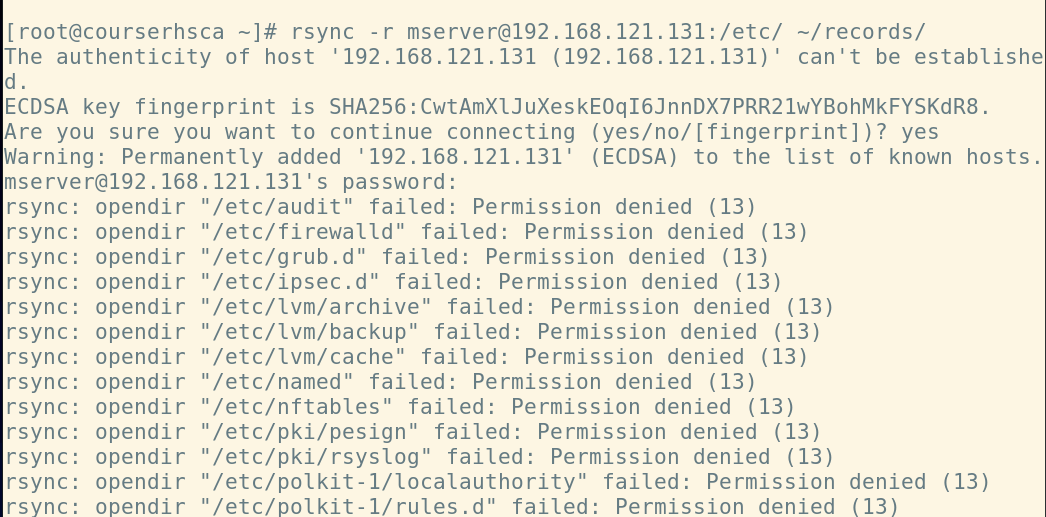 [root@courserhsca ~]# rsync -r mserver@192.168.121.131:/etc/ ~/records/
The authenticity of host '192.168.121.131 (192.168.121.131)' can't be establishe
d.
ECDSA key fingerprint is SHA256:CwtAmXlJuXeskEOqI6JnnDX7PRR21wYBohMkFYSKdR8.
Are you sure you want to continue connecting (yes/no/[fingerprint])? yes
Warning: Permanently added '192.168.121.131' (ECDSA) to the list of known hosts.
mserver@192.168.121.131's password:
rsync: opendir "/etc/audit" failed: Permission denied (13)
rsync: opendir "/etc/firewalld" failed: Permission denied (13)
rsync: opendir "/etc/grub.d" failed: Permission denied (13)
rsync: opendir "/etc/ipsec.d" failed: Permission denied (13)
rsync: opendir "/etc/lvm/archive" failed: Permission denied (13)
rsync: opendir "/etc/lvm/backup" failed: Permission denied (13)
rsync: opendir "/etc/lvm/cache" failed: Permission denied (13)
rsync: opendir "/etc/named" failed: Permission denied (13)
rsync: opendir "/etc/nftables" failed: Permission denied (13)
rsync: opendir "/etc/pki/pesign" failed: Permission denied (13)
rsync: opendir "/etc/pki/rsyslog" failed: Permission denied (13)
rsync: opendir "/etc/polkit-1/localauthority" failed: Permission denied (13)
rsync: opendir "/etc/polkit-1/rules.d" failed: Permission denied (13)